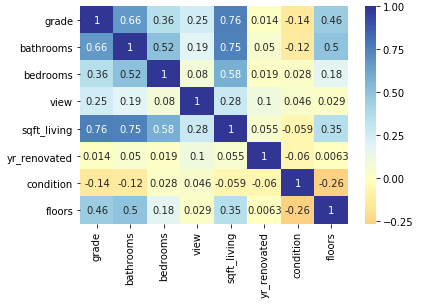 grade 1 0.66 0.36 0.25 0.76 0.014 -0.14 0.46
bathrooms 0.66 1 0.52 0.19 0.75 0.05 -0.12 0.5
bedrooms 0.36 0.52 1 0.08 0.58 0.019 0.028 0.18
view 0.25 0.19 0.08 1 0.28 0.1 0.046 0.029
sqft_living 0.76 0.75 0.58 0.28 1 0.055 -0.059 0.35
yr_renovated 0.014 0.05 0.019 0.1 0.055 1 -0.06 0.0063
condition -0.14 -0.12 0.028 0.046 -0.059 -0.06 1 -0.26
floors 0.46 0.5 0.18 0.029 0.35 0.0063 -0.26 1
grade bathrooms bedrooms view sqft_living yr_renovated condition floors
1.00
0.75
0.50
0.25
0.00
-0.25